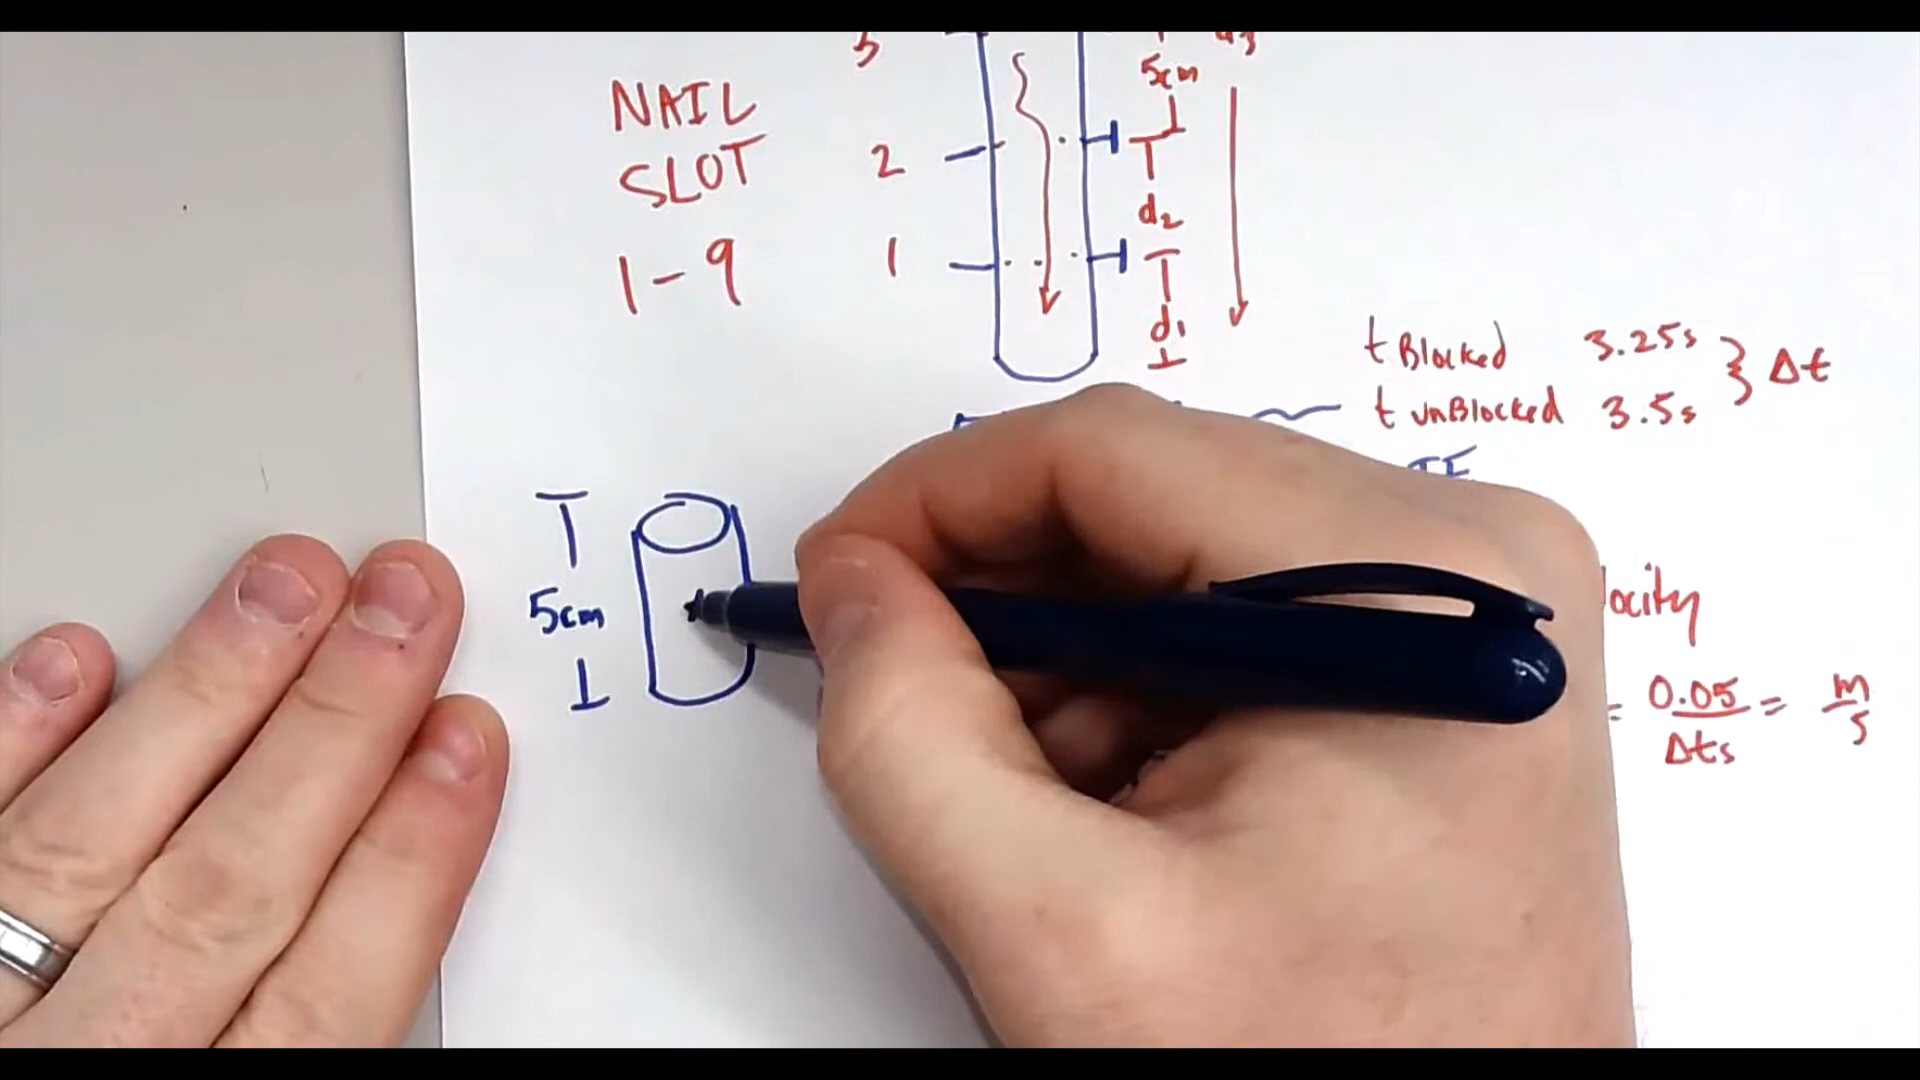 3
5cm
NAIL
SLOT
1-9
2
d2
1
d1
t Blocked 3.25s
t unBlocked 3.5s
Δt
5cm
locity
= 0.05 = m
Δts s